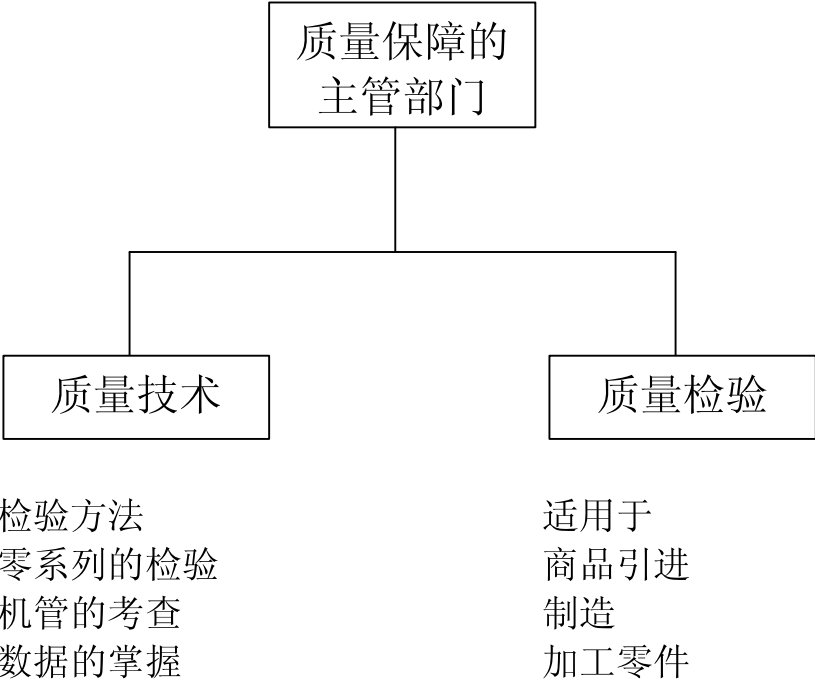 质量保障的
主管部门
质量技术
质量检验
检验方法
零系列的检验
机管的考查
数据的掌握
适用于
商品引进
制造
加工零件